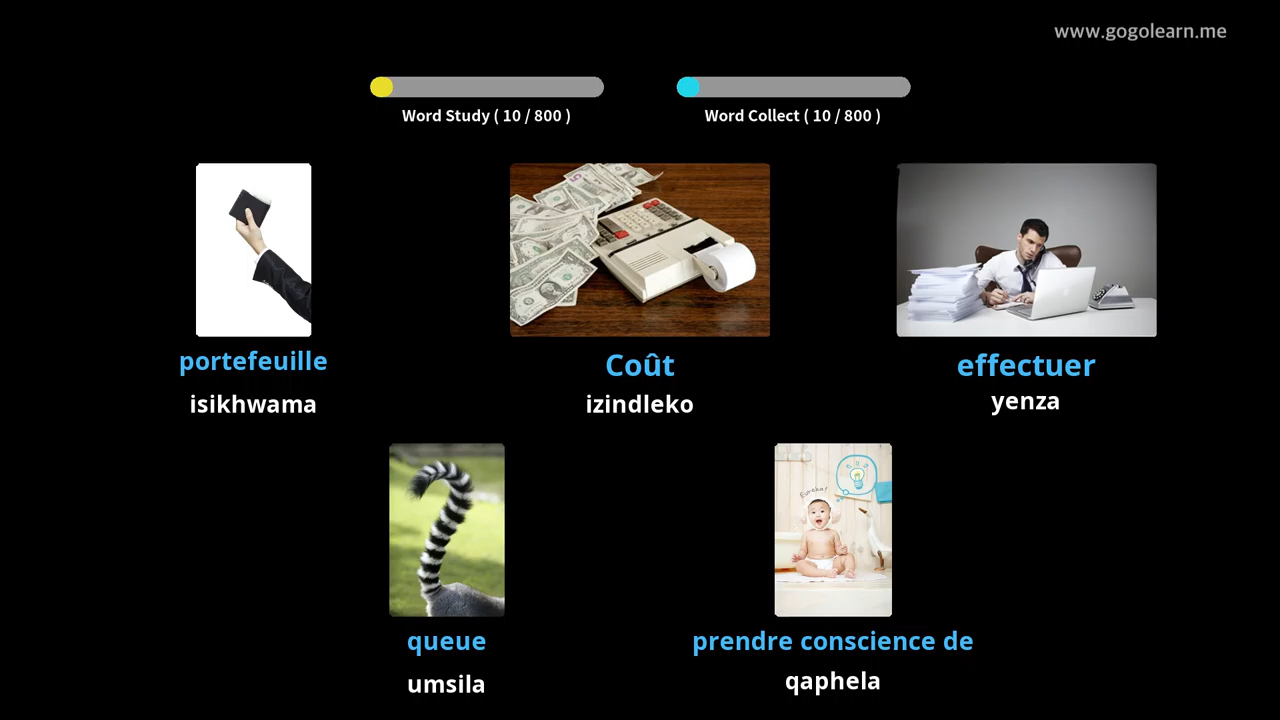 www.gogolearn.me
Word Study ( 10 / 800 )
Word Collect ( 10 / 800 )
portefeuille
isikhwama
Coût
izindleko
effectuer
yenza
Eureka!
queue
umsila
prendre conscience de
qaphela